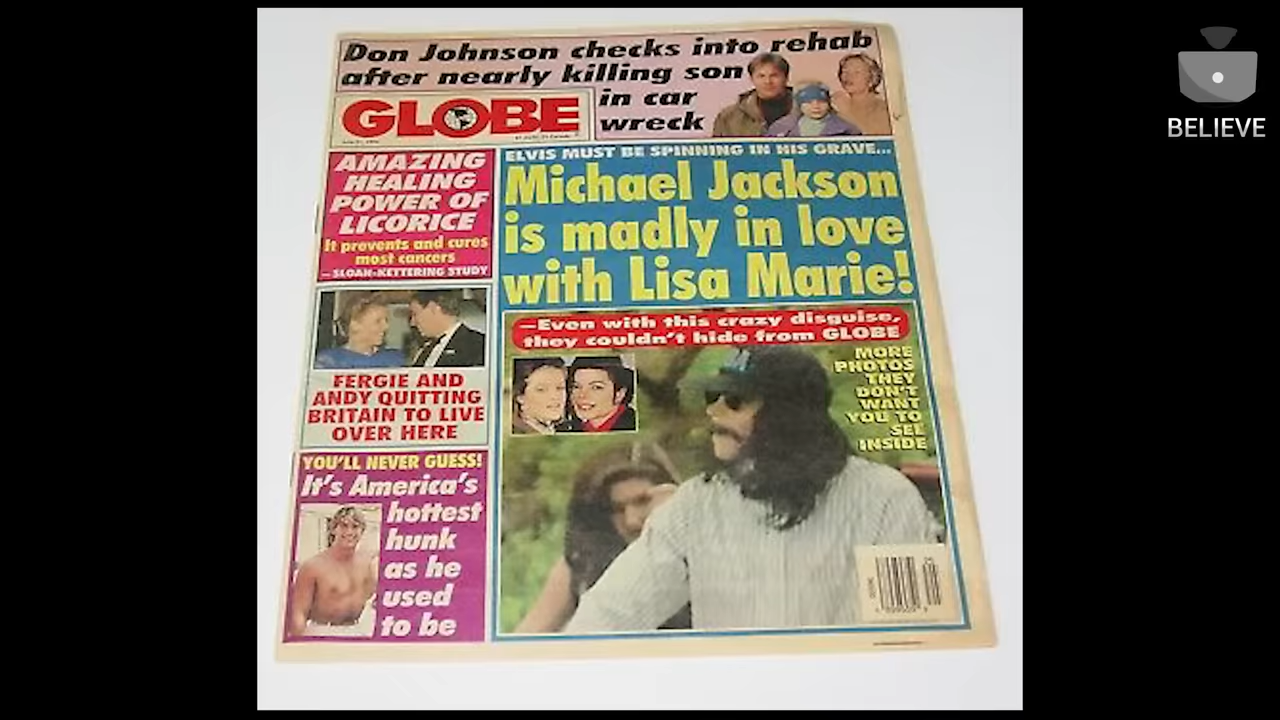 Don Johnson checks into rehab
after nearly killing son
in car
wreck
GLOBE
AMAZING
HEALING
POWER OF
LICORICE
It prevents and cures
most cancers
—SLOAN-KETTERING STUDY
FERGIE AND
ANDY QUITTING
BRITAIN TO LIVE
OVER HERE
YOU'LL NEVER GUESS!
It's America's
hottest
hunk
as he
used
to be
ELVIS MUST BE SPINNING IN HIS GRAVE...
Michael Jackson
is madly in love
with Lisa Marie!
—Even with this crazy disguise,
they couldn't hide from GLOBE
MORE
PHOTOS
THEY
DON'T
WANT
YOU TO
SEE
INSIDE
BELIEVE